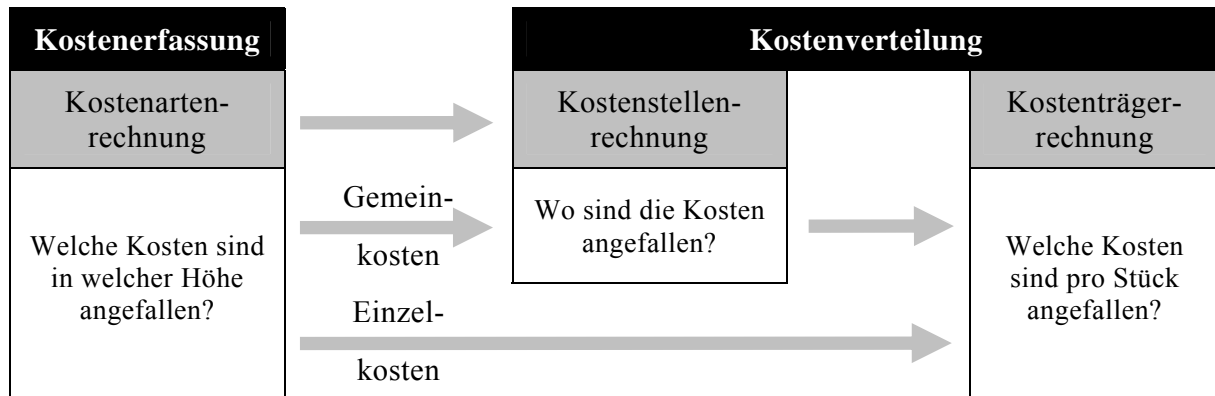 Kostenerfassung
Kostenverteilung
Kostenarten-
rechnung
Kostenstellen-
rechnung
Kostenträger-
rechnung
Welche Kosten sind
in welcher Höhe
angefallen?
Gemein-
kosten
Einzel-
kosten
Wo sind die Kosten
angefallen?
Welche Kosten
sind pro Stück
angefallen?